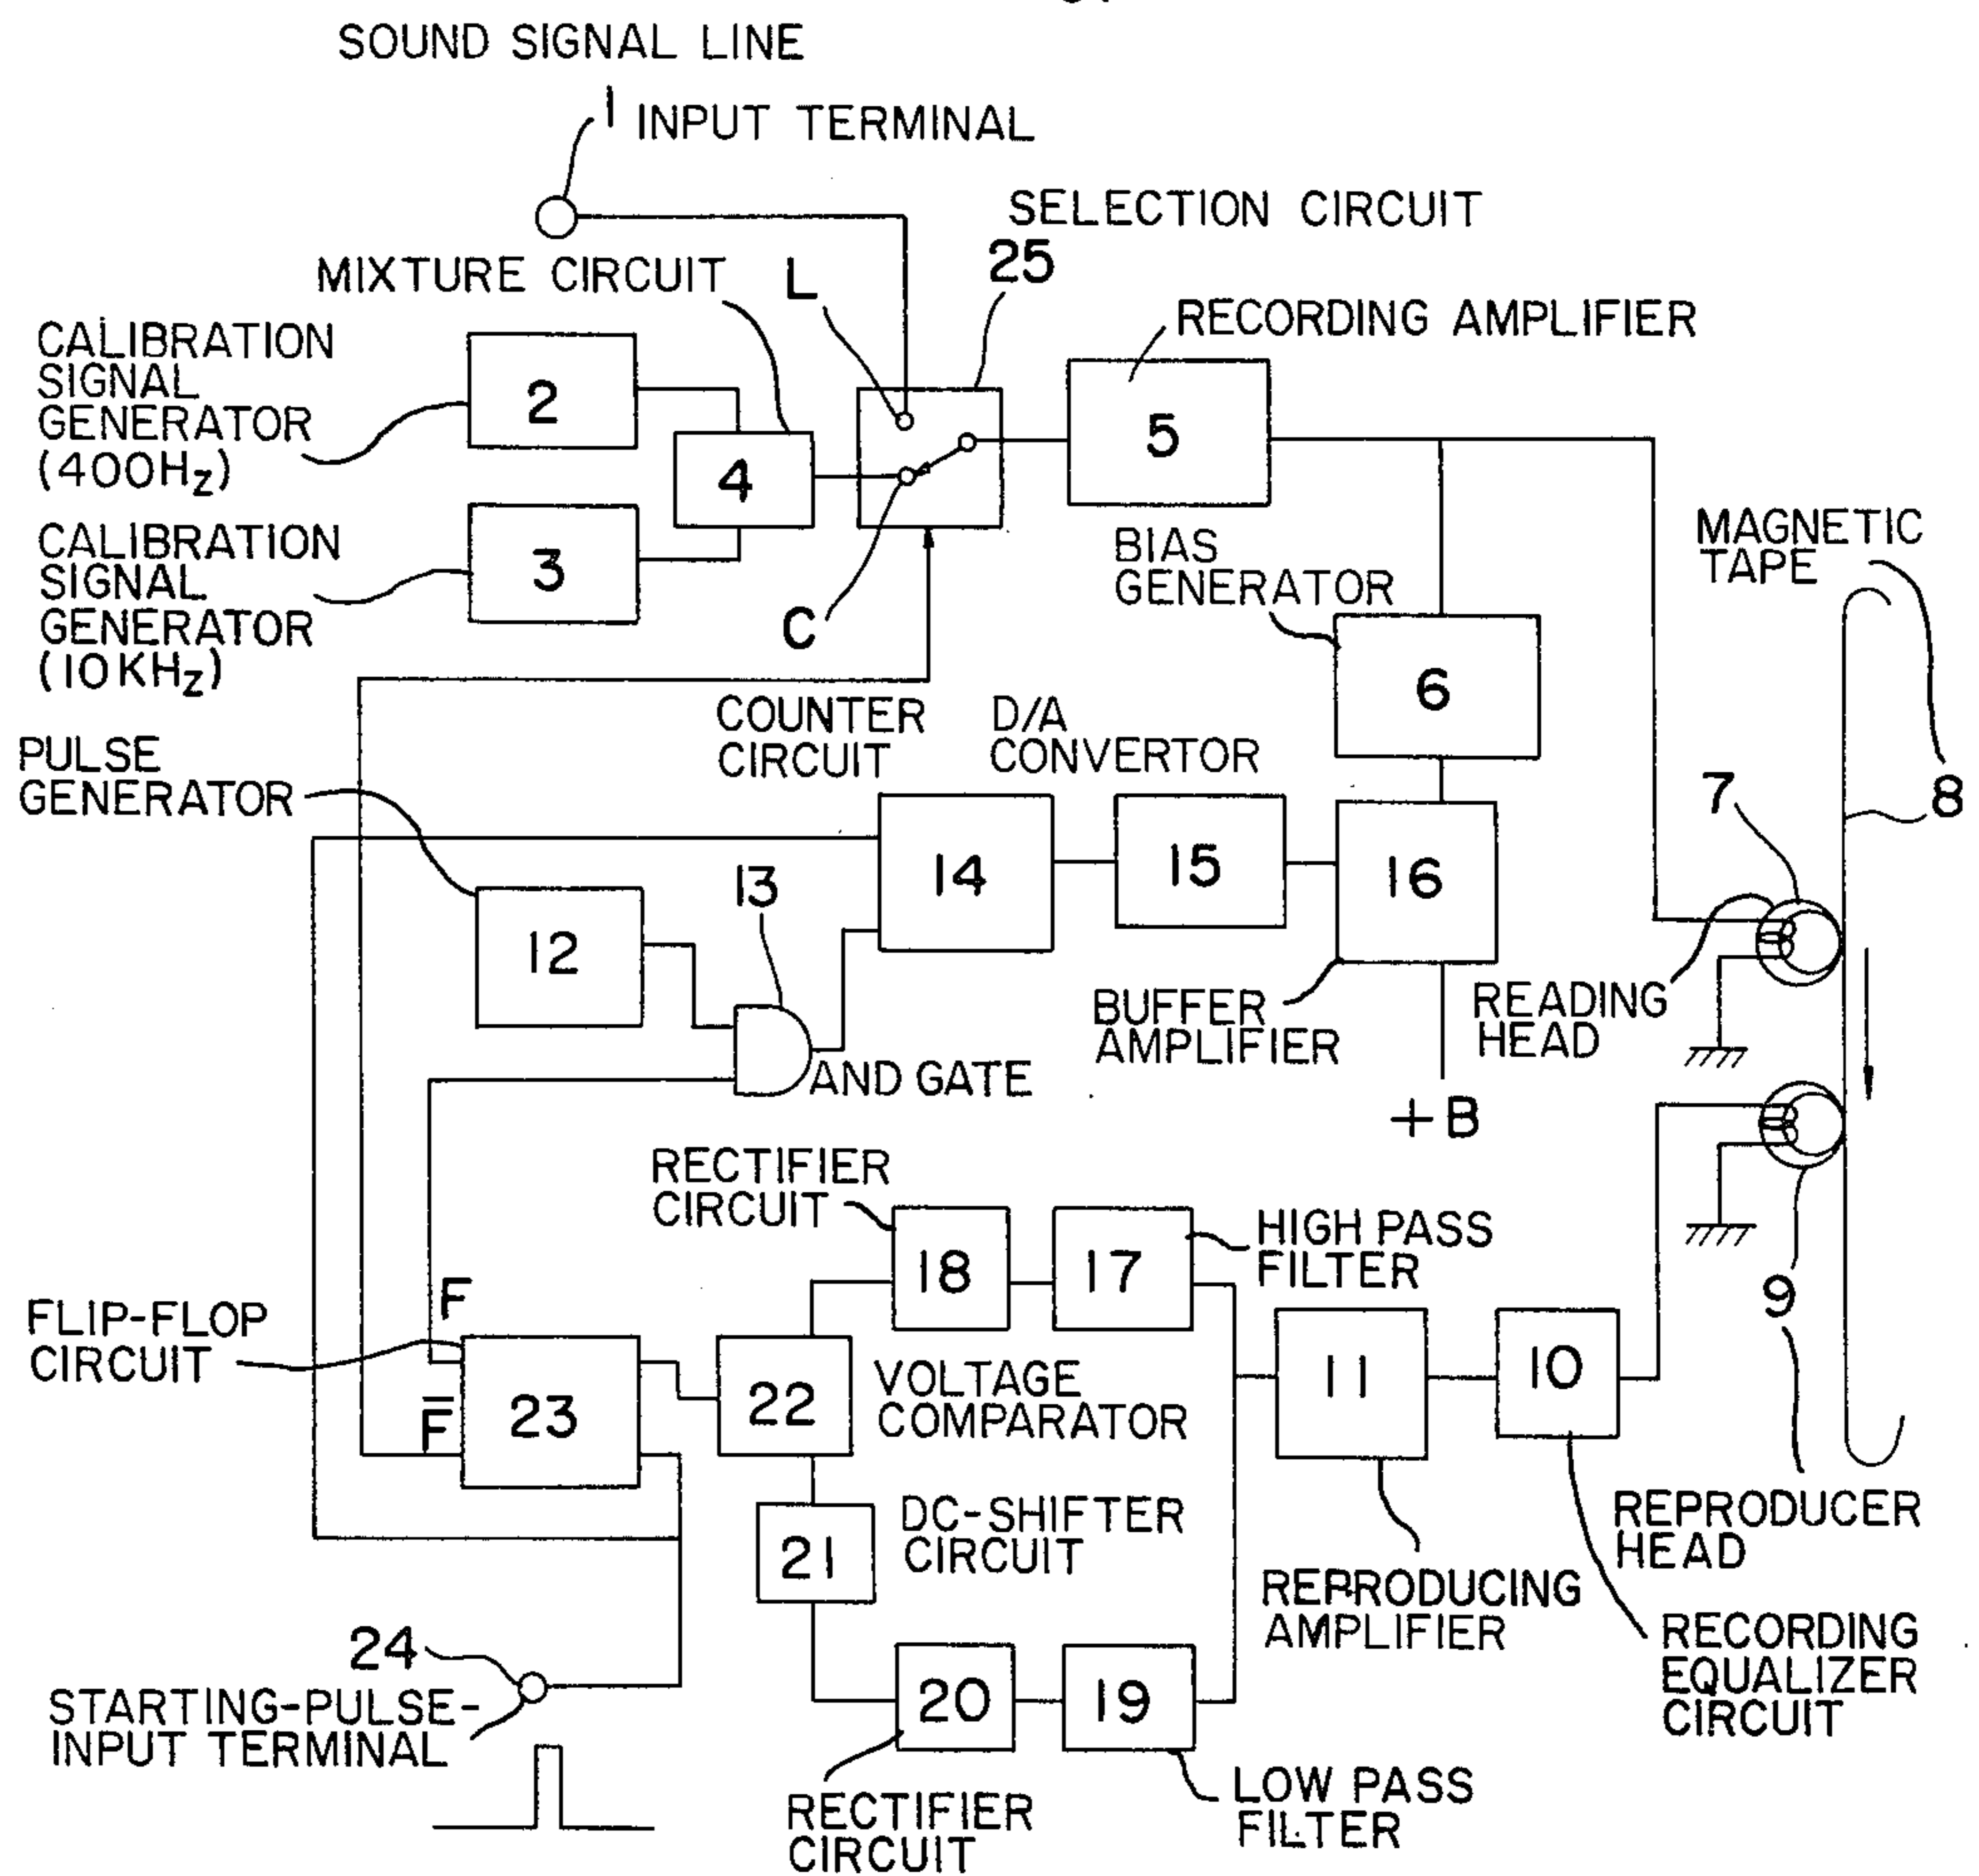 SOUND SIGNAL LINE
1 INPUT TERMINAL
SELECTION CIRCUIT
25
MIXTURE CIRCUIT
L
RECORDING AMPLIFIER
CALIBRATION
SIGNAL
GENERATOR
(400Hz)
2
4
5
CALIBRATION
SIGNAL
GENERATOR
(10KHz)
3
C
BIAS
GENERATOR
6
MAGNETIC
TAPE
8
7
COUNTER
CIRCUIT
D/A
CONVERTOR
PULSE
GENERATOR
12
13
14
15
16
AND GATE
BUFFER
AMPLIFIER
READING
HEAD
+B
RECTIFIER
CIRCUIT
18
17
HIGH PASS
FILTER
9
F
FLIP-FLOP
CIRCUIT
F̅
23
22
VOLTAGE
COMPARATOR
11
10
21
DC-SHIFTER
CIRCUIT
REPRODUCER
HEAD
REPRODUCING
AMPLIFIER
RECORDING
EQUALIZER
CIRCUIT
24
STARTING-PULSE-
INPUT TERMINAL
20
19
RECTIFIER
CIRCUIT
LOW PASS
FILTER